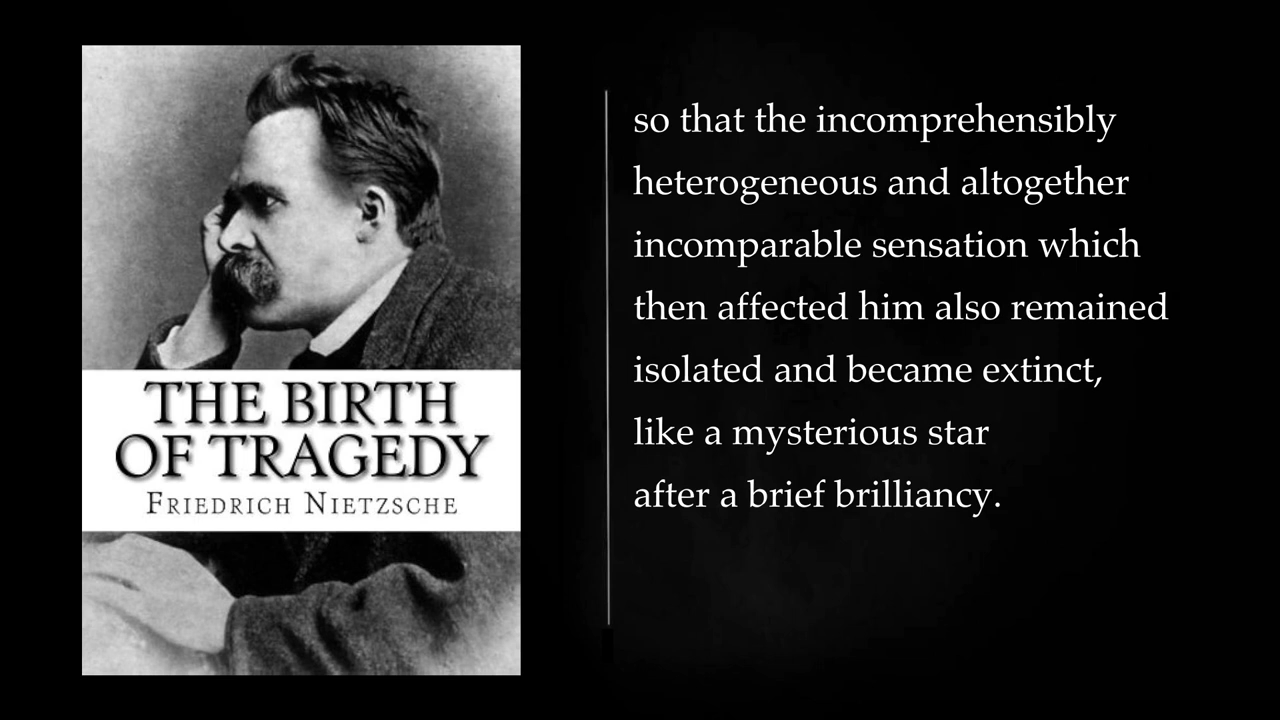 THE BIRTH
OF TRAGEDY
FRIEDRICH NIETZSCHE
so that the incomprehensibly
heterogeneous and altogether
incomparable sensation which
then affected him also remained
isolated and became extinct,
like a mysterious star
after a brief brilliancy.